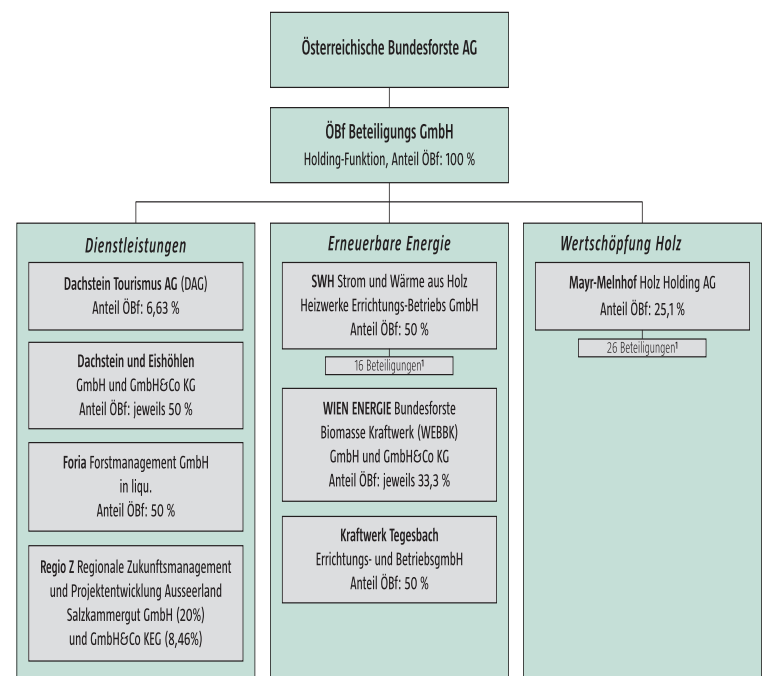 Österreichische Bundesforste AG
ÖBf Beteiligungs GmbH
Holding-Funktion, Anteil ÖBf: 100 %
Dienstleistungen
Dachstein Tourismus AG (DAG)
Anteil ÖBf: 6,63 %
Dachstein und Eishöhlen
GmbH und GmbH&Co KG
Anteil ÖBf: jeweils 50 %
Foria Forstmanagement GmbH
in liqu.
Anteil ÖBf: 50 %
Regio Z Regionale Zukunftsmanagement
und Projektentwicklung Ausseerland
Salzkammergut GmbH (20%)
und GmbH&Co KEG (8,46%)
Erneuerbare Energie
SWH Strom und Wärme aus Holz
Heizwerke Errichtungs-Betriebs GmbH
Anteil ÖBf: 50 %
16 Beteiligungen¹
WIEN ENERGIE Bundesforste
Biomasse Kraftwerk (WEBBK)
GmbH und GmbH&Co KG
Anteil ÖBf: jeweils 33,3 %
Kraftwerk Tegesbach
Errichtungs- und BetriebsgmbH
Anteil ÖBf: 50 %
Wertschöpfung Holz
Mayr-Melnhof Holz Holding AG
Anteil ÖBf: 25,1 %
26 Beteiligungen¹